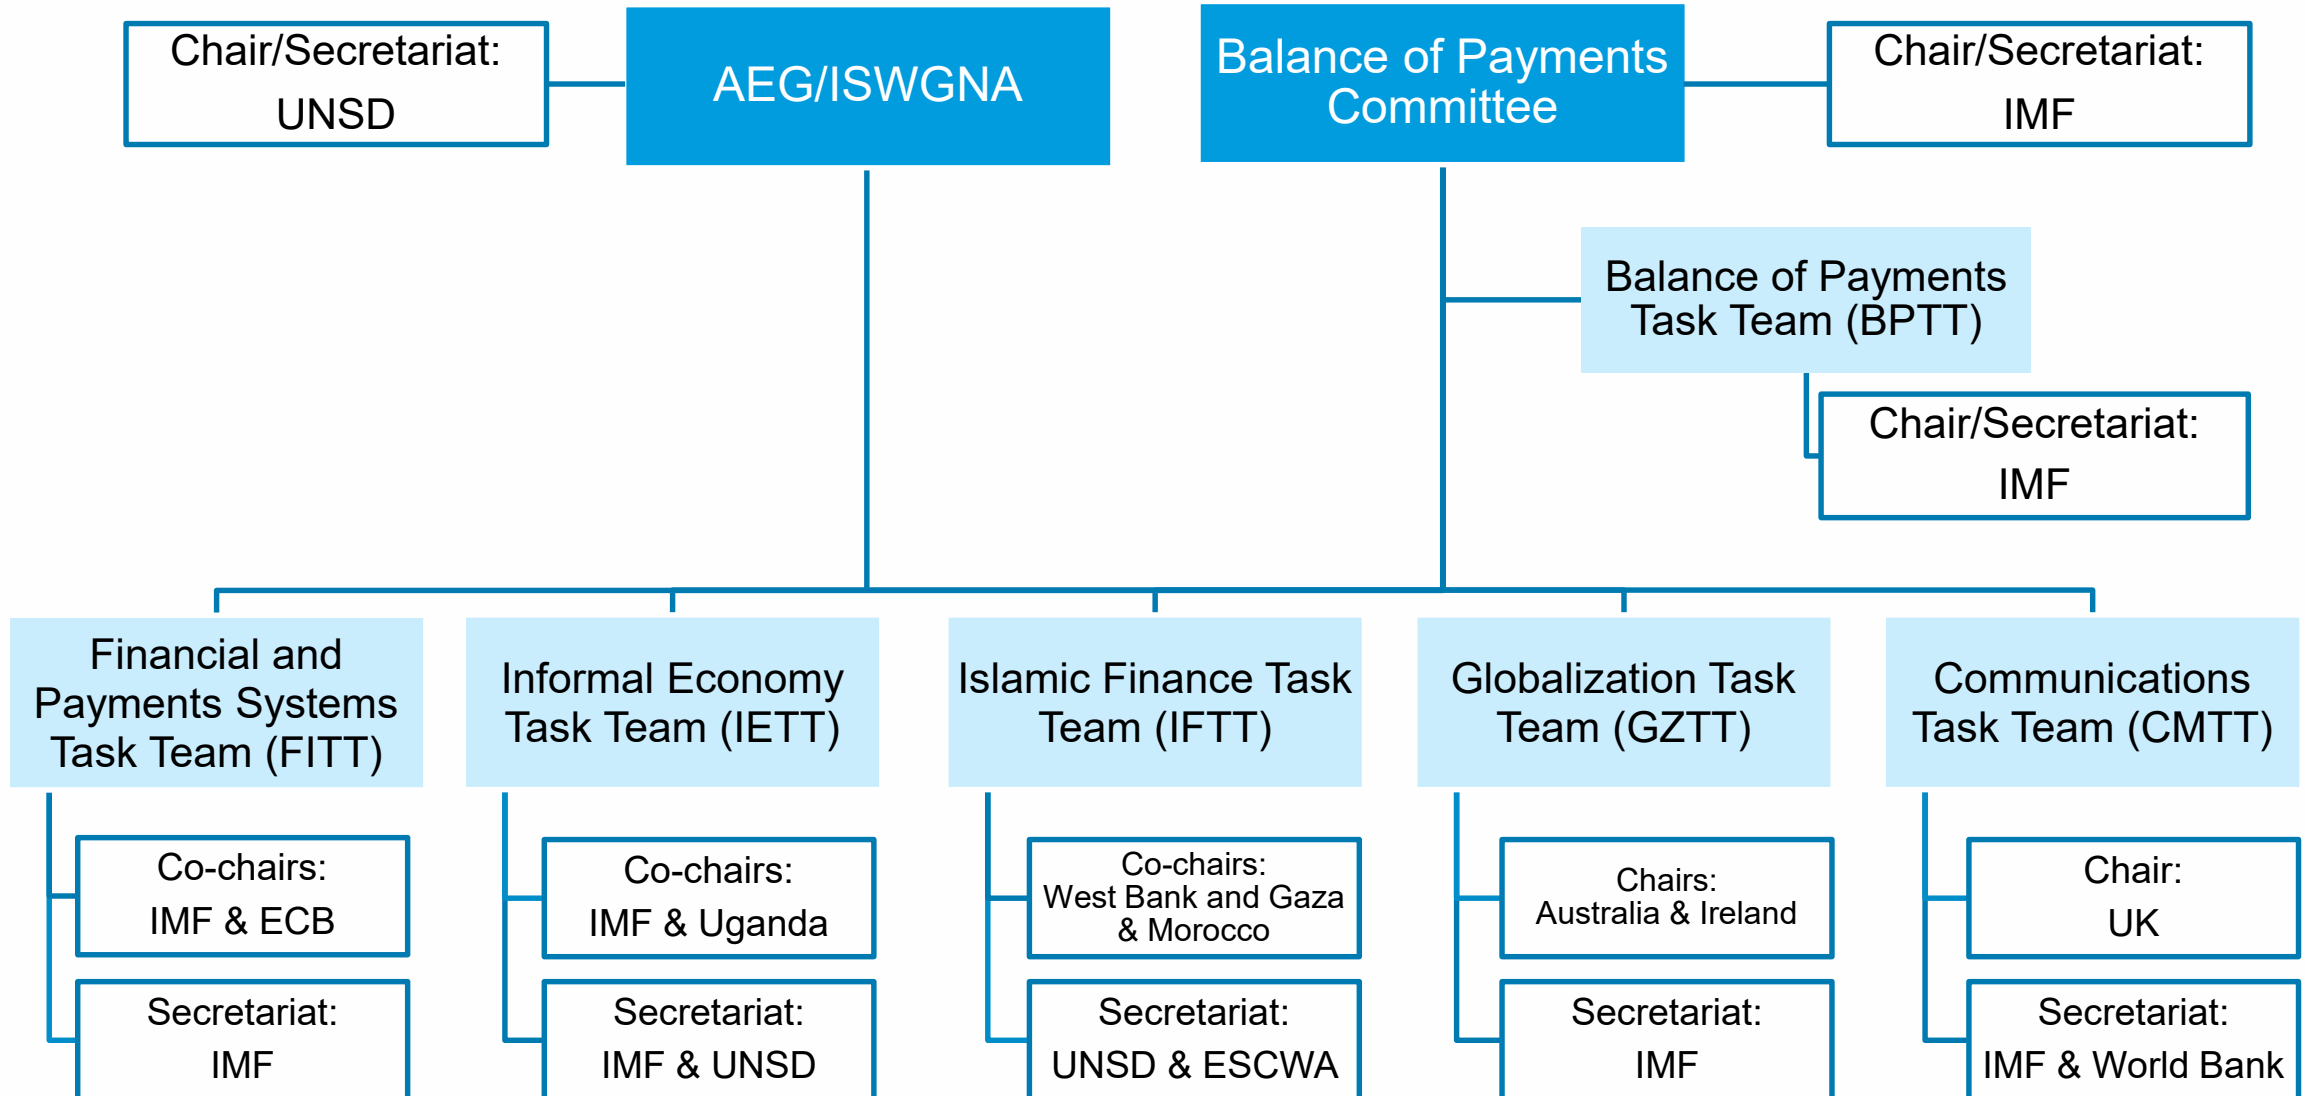 Chair/Secretariat:
UNSD
AEG/ISWGNA
Balance of Payments
Committee
Chair/Secretariat:
IMF
Balance of Payments
Task Team (BPTT)
Chair/Secretariat:
IMF
Financial and
Payments Systems
Task Team (FITT)
Informal Economy
Task Team (IETT)
Islamic Finance Task
Team (IFTT)
Globalization Task
Team (GZTT)
Communications
Task Team (CMTT)
Co-chairs:
IMF & ECB
Co-chairs:
IMF & Uganda
Co-chairs:
West Bank and Gaza
& Morocco
Chairs:
Australia & Ireland
Chair:
UK
Secretariat:
IMF
Secretariat:
IMF & UNSD
Secretariat:
UNSD & ESCWA
Secretariat:
IMF
Secretariat:
IMF & World Bank